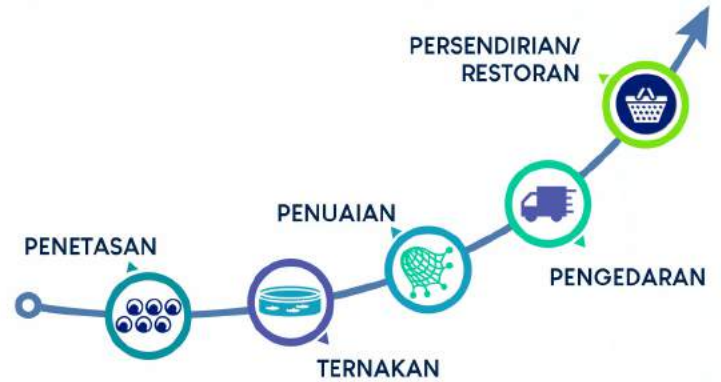 PENETASAN
TERNAKAN
PENUAIAN
PENGEDARAN
PERSENDIRIAN/
RESTORAN